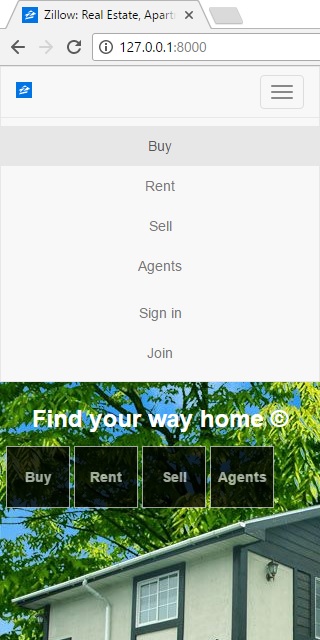 Zillow: Real Estate, Apart
127.0.0.1:8000
Buy
Rent
Sell
Agents
Sign in
Join
Find your way home ©
Buy Rent Sell Agents